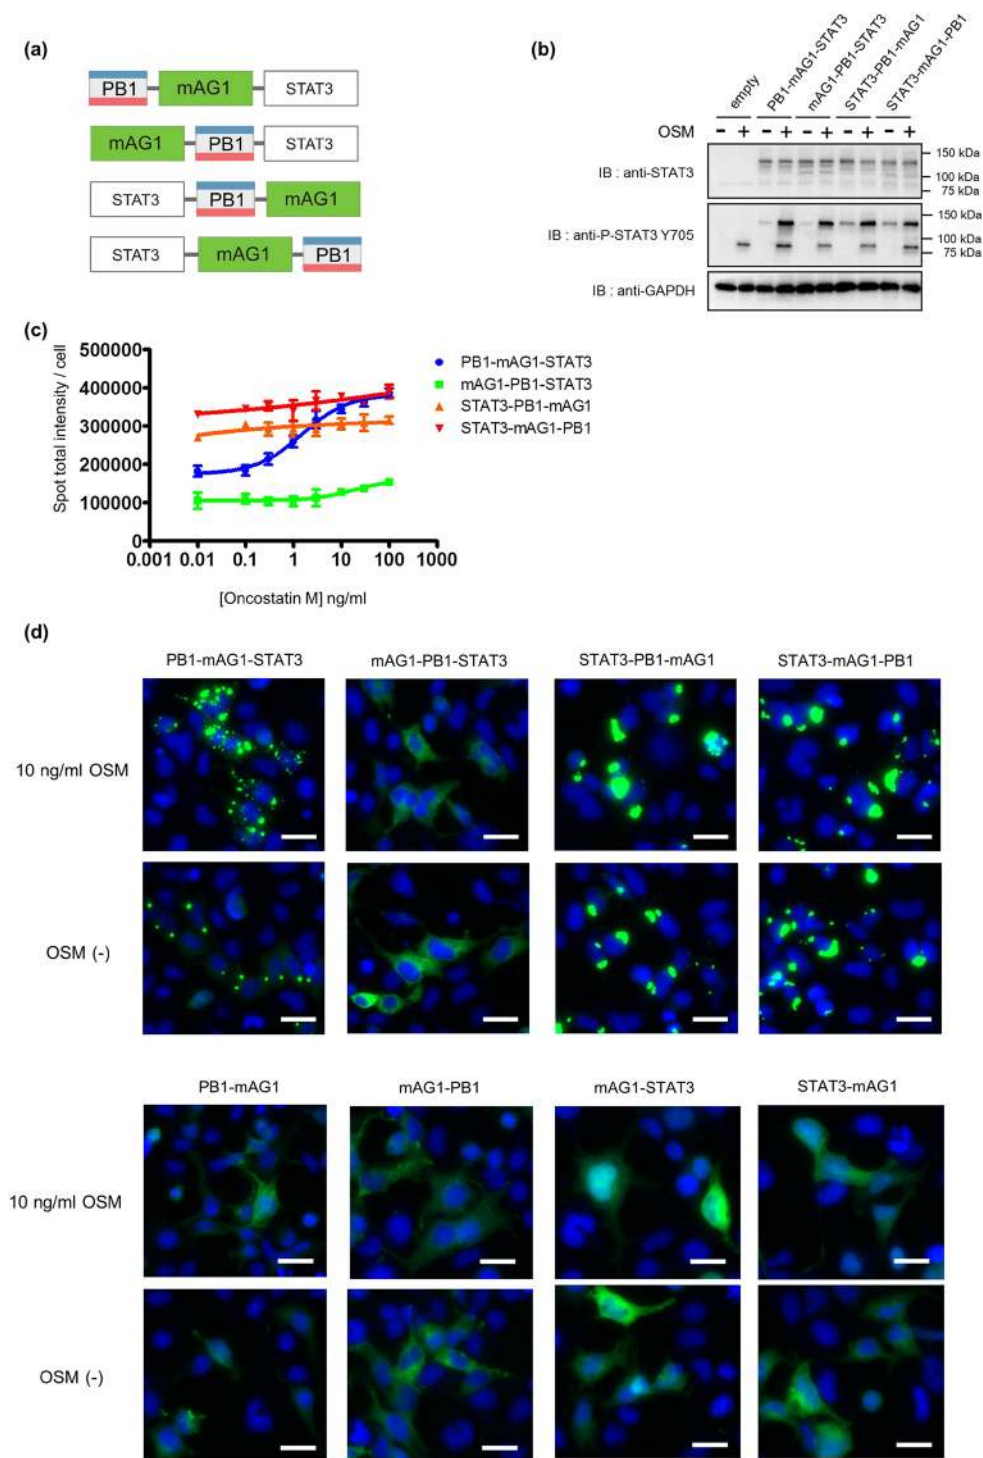 (a)
PB1 mAG1 STAT3
mAG1 PB1 STAT3
STAT3 PB1 mAG1
STAT3 mAG1 PB1
(b)
empty
PB1-mAG1-STAT3
mAG1-PB1-STAT3
STAT3-PB1-mAG1
STAT3-mAG1-PB1
OSM - + - + - + - + - +
IB : anti-STAT3
150 kDa
100 kDa
75 kDa
IB : anti-P-STAT3 Y705
150 kDa
100 kDa
75 kDa
IB : anti-GAPDH
(c)
Spot total intensity / cell
500000
400000
300000
200000
100000
0
0.001 0.01 0.1 1 10 100 1000
[Oncostatin M] ng/ml
PB1-mAG1-STAT3
mAG1-PB1-STAT3
STAT3-PB1-mAG1
STAT3-mAG1-PB1
(d)
PB1-mAG1-STAT3 mAG1-PB1-STAT3 STAT3-PB1-mAG1 STAT3-mAG1-PB1
10 ng/ml OSM
OSM (-)
PB1-mAG1 mAG1-PB1 mAG1-STAT3 STAT3-mAG1
10 ng/ml OSM
OSM (-)